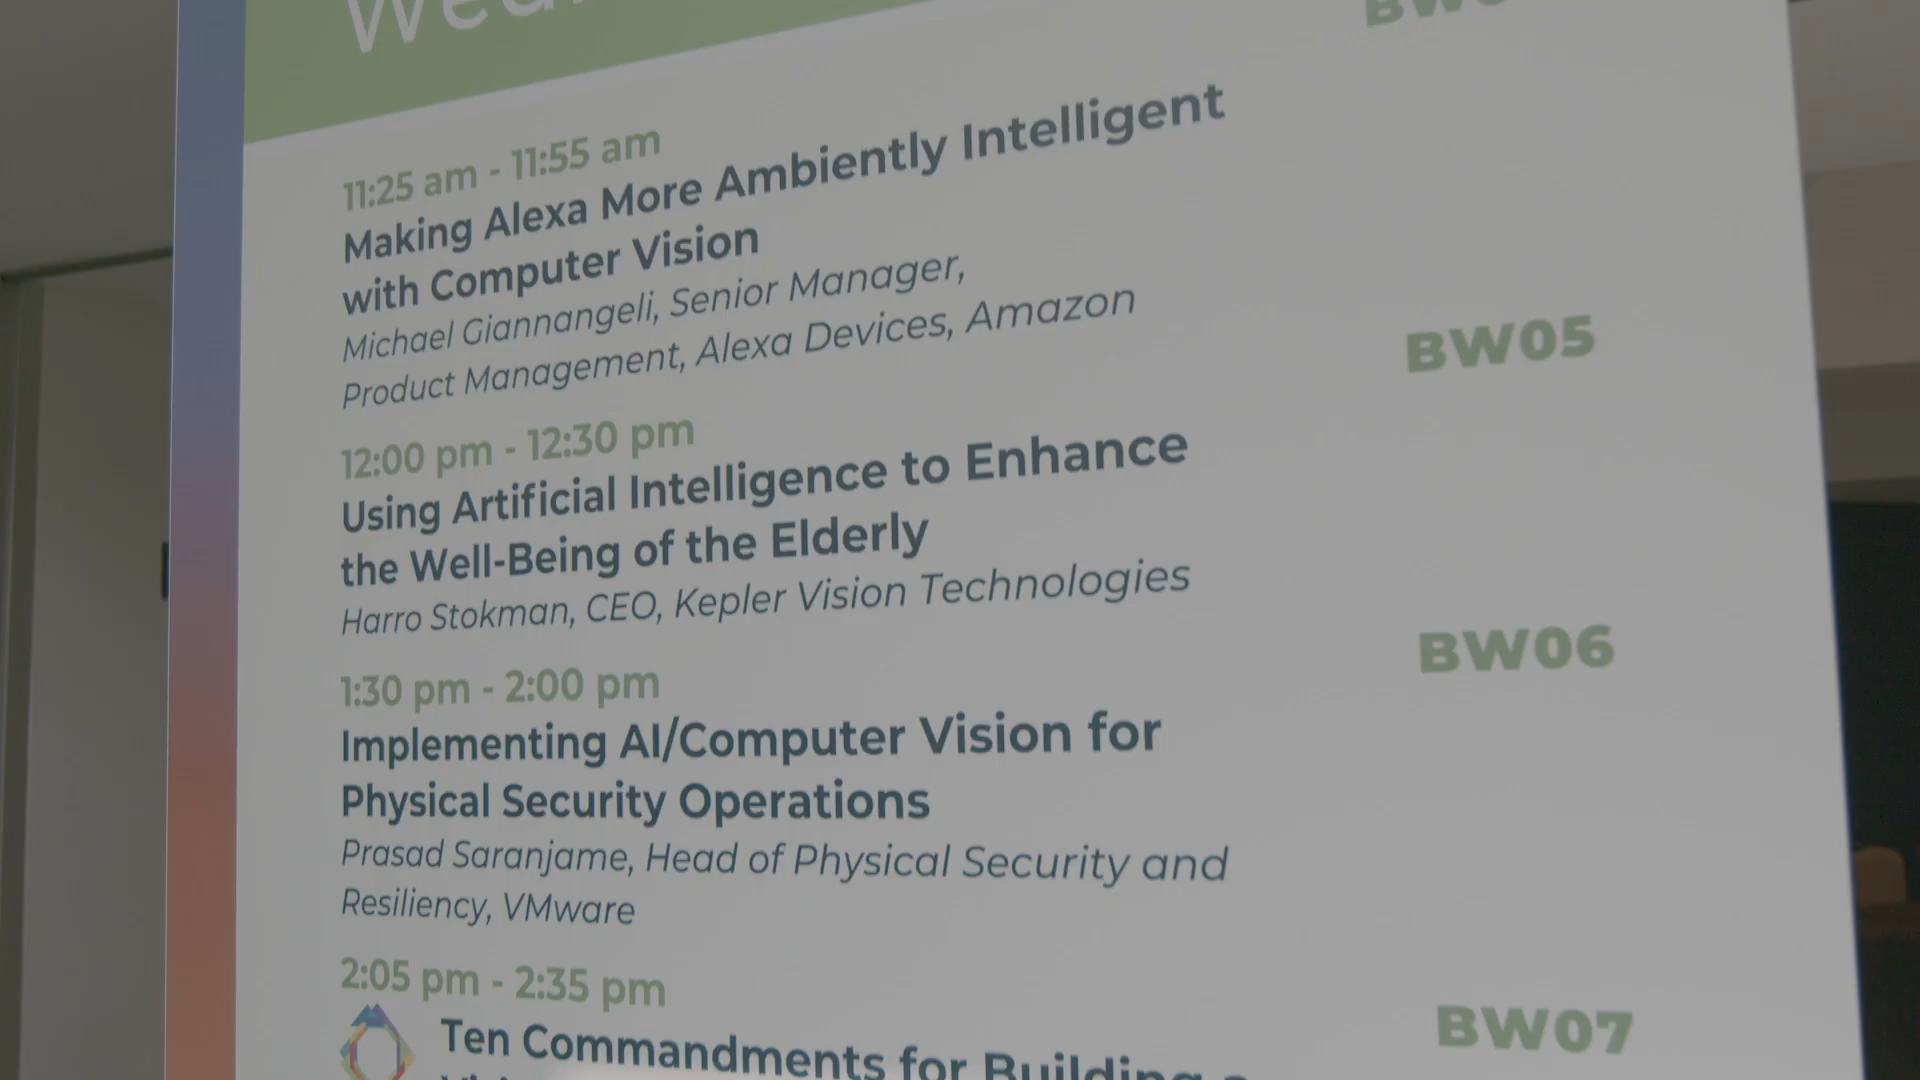 11:25 am - 11:55 am
Making Alexa More Ambiently Intelligent
with Computer Vision
Michael Giannangeli, Senior Manager,
Product Management, Alexa Devices, Amazon
BW05
12:00 pm - 12:30 pm
Using Artificial Intelligence to Enhance
the Well-Being of the Elderly
Harro Stokman, CEO, Kepler Vision Technologies
BW06
1:30 pm - 2:00 pm
Implementing AI/Computer Vision for
Physical Security Operations
Prasad Saranjame, Head of Physical Security and
Resiliency, VMware
BW07
2:05 pm - 2:35 pm
Ten Commandments for Building